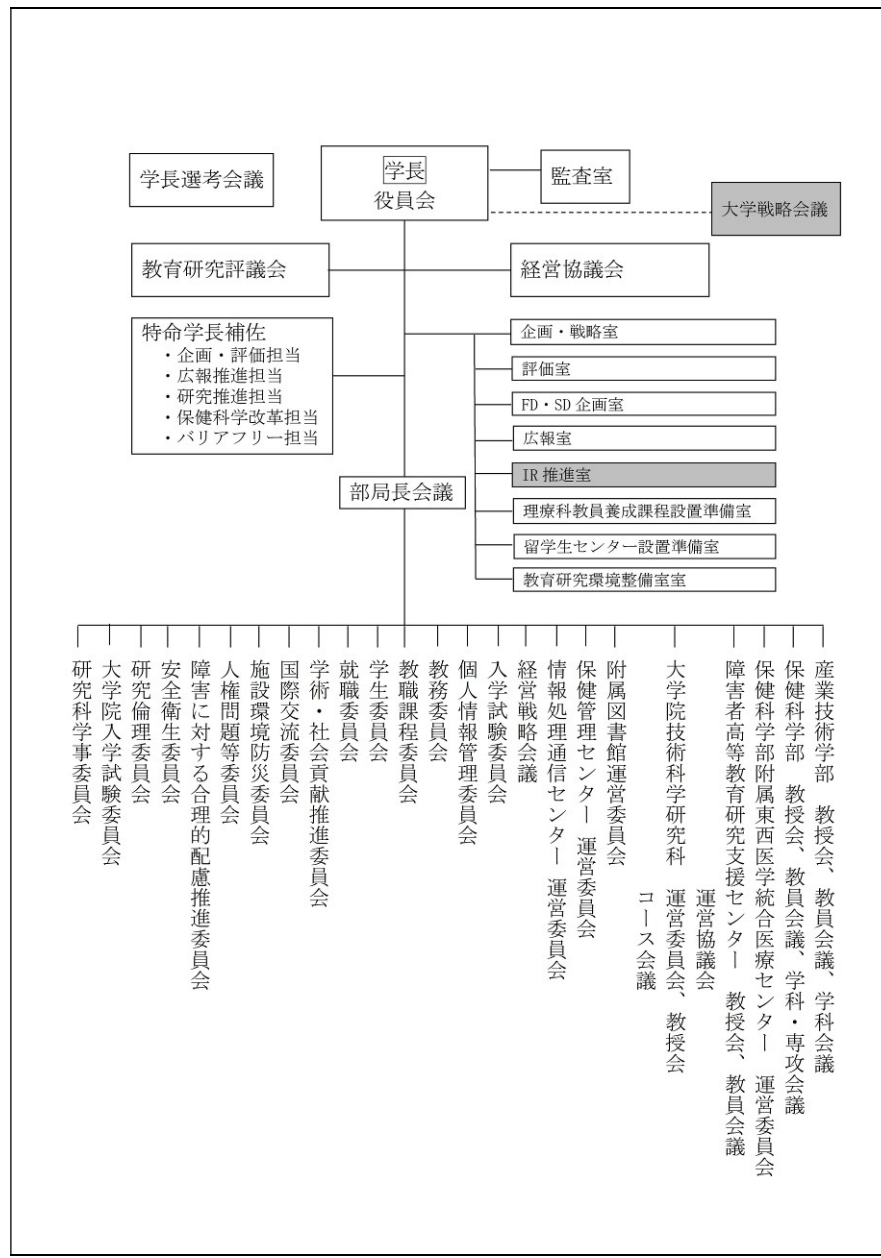 学長
役員会
学長選考会議
監査室
大学戦略会議
教育研究評議会
経営協議会
特命学長補佐
・企画・評価担当
・広報推進担当
・研究推進担当
・保健科学改革担当
・バリアフリー担当
企画・戦略室
評価室
FD・SD 企画室
広報室
IR 推進室
理療科教員養成課程設置準備室
留学生センター設置準備室
教育研究環境整備室室
部局長会議
産業技術学部 教授会、教員会議、学科会議
保健科学部 教授会、教員会議、学科・専攻会議
保健科学部附属東西医学統合医療センター 運営委員会
障害者高等教育研究支援センター 教授会、教員会議
運営協議会
大学院技術科学研究科 運営委員会、教授会
コース会議
附属図書館運営委員会
保健管理センター 運営委員会
情報処理通信センター 運営委員会
経営戦略会議
入学試験委員会
個人情報管理委員会
教務委員会
教職課程委員会
学生委員会
就職委員会
学術・社会貢献推進委員会
国際交流委員会
施設環境防災委員会
人権問題等委員会
障害に対する合理的配慮推進委員会
安全衛生委員会
研究倫理委員会
大学院入学試験委員会
研究科学事委員会